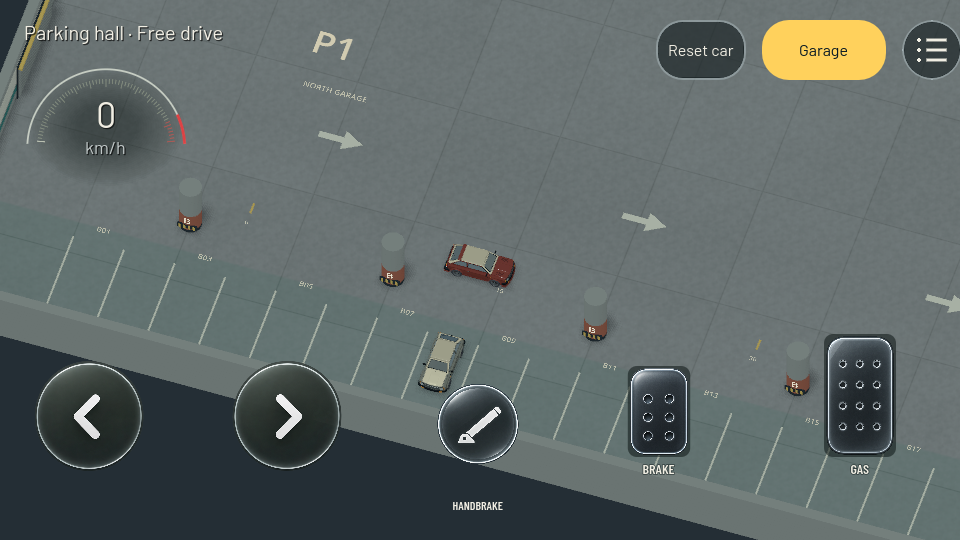 Parking hall · Free drive
P1
Reset car
Garage
NORTH GARAGE
0
km/h
B01
B03
B05
B07
B09
B11
B13
B15
B17
BRAKE
GAS
HANDBRAKE